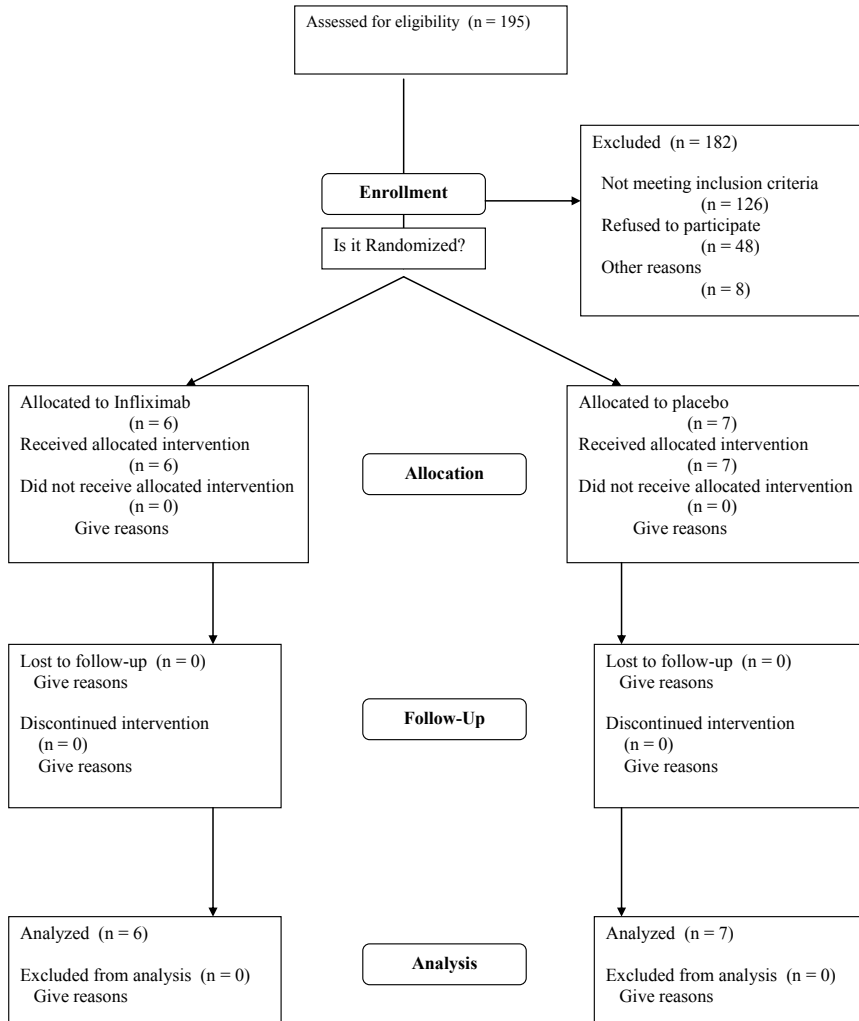 Assessed for eligibility (n = 195)
Excluded (n = 182)
Not meeting inclusion criteria
(n = 126)
Refused to participate
(n = 48)
Other reasons
(n = 8)
Enrollment
Is it Randomized?
Allocated to Infliximab
(n = 6)
Received allocated intervention
(n = 6)
Did not receive allocated intervention
(n = 0)
Give reasons
Allocation
Allocated to placebo
(n = 7)
Received allocated intervention
(n = 7)
Did not receive allocated intervention
(n = 0)
Give reasons
Lost to follow-up (n = 0)
Give reasons
Discontinued intervention
(n = 0)
Give reasons
Follow-Up
Lost to follow-up (n = 0)
Give reasons
Discontinued intervention
(n = 0)
Give reasons
Analyzed (n = 6)
Excluded from analysis (n = 0)
Give reasons
Analysis
Analyzed (n = 7)
Excluded from analysis (n = 0)
Give reasons